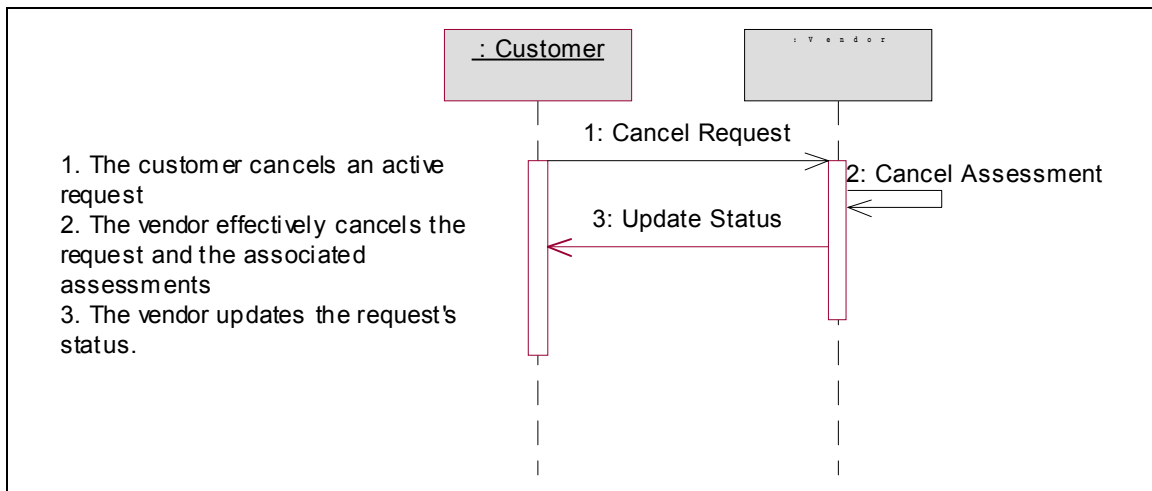 : Customer
: Vendor
1: Cancel Request
2: Cancel Assessment
3: Update Status
1. The customer cancels an active
request
2. The vendor effectively cancels the
request and the associated
assessments
3. The vendor updates the request's
status.